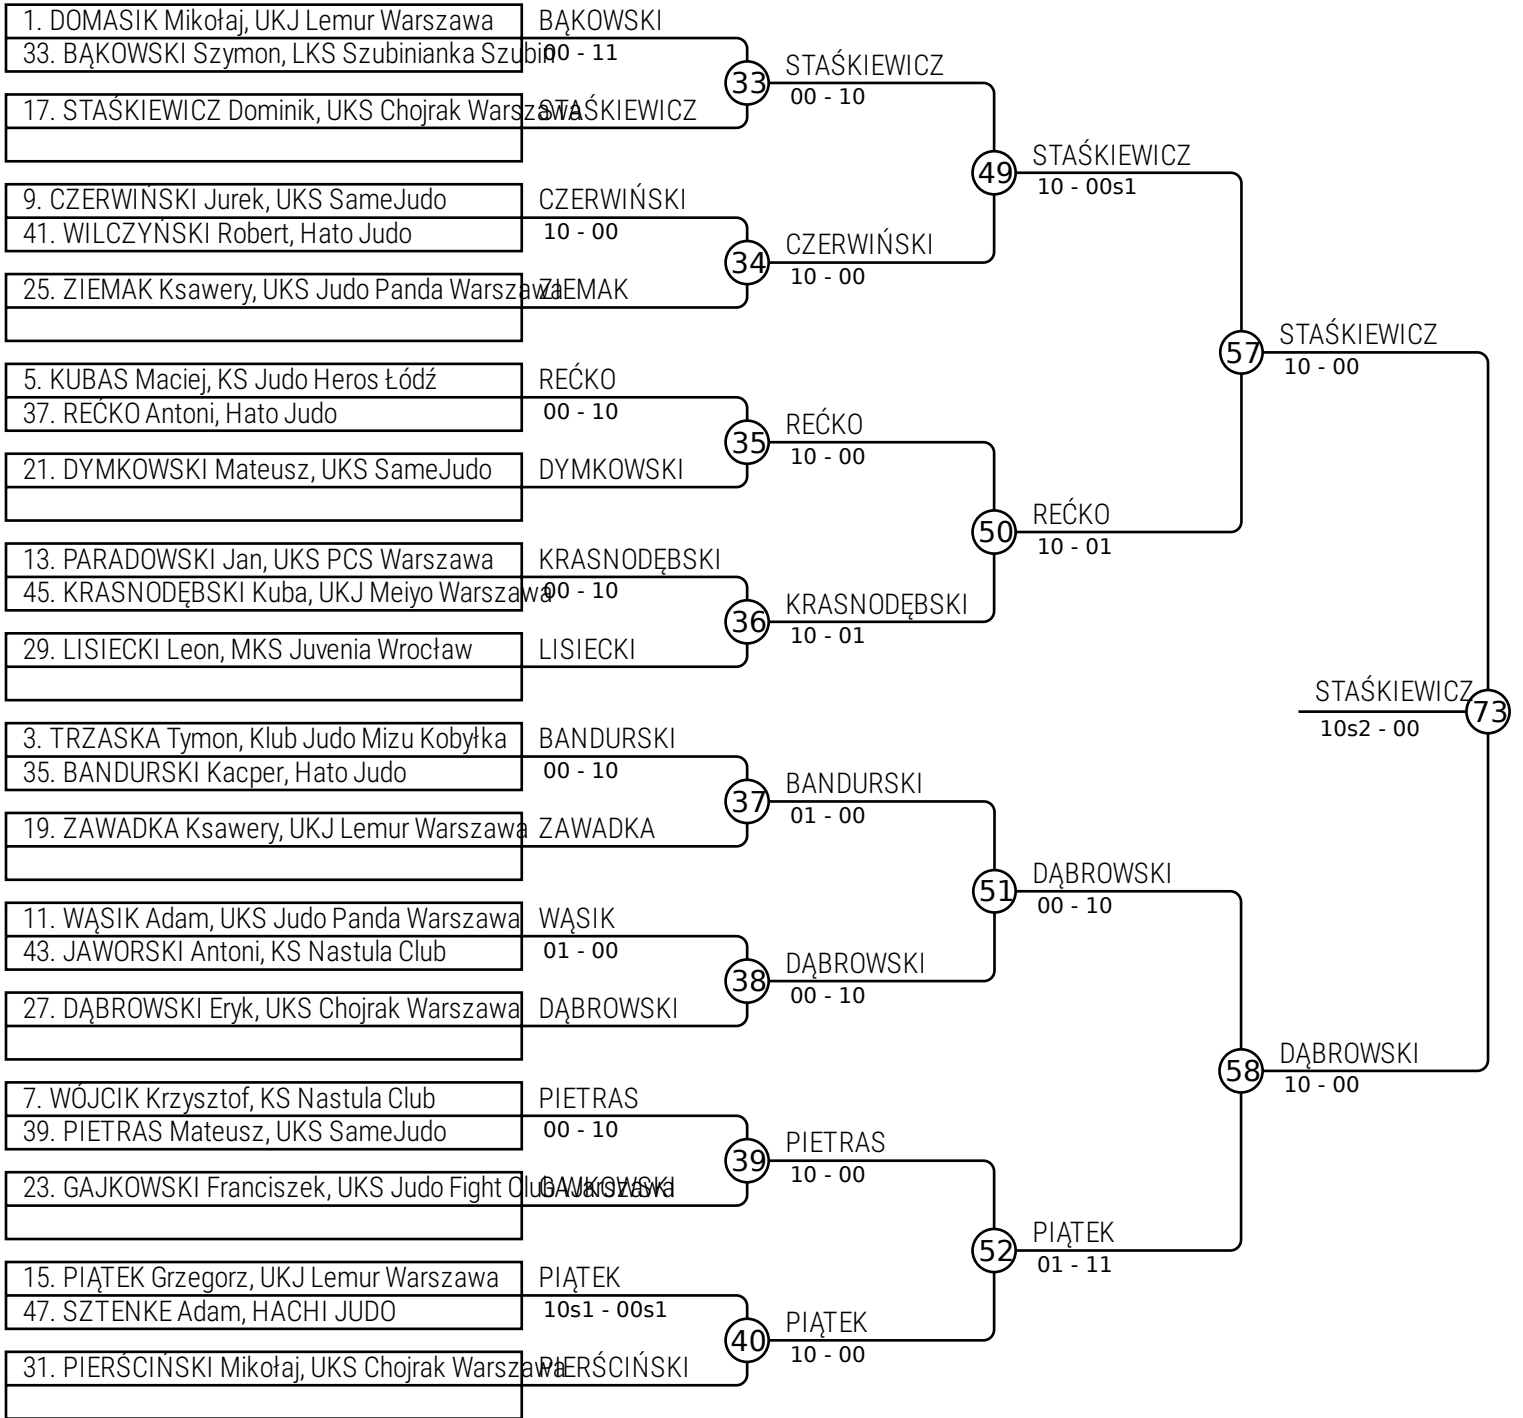 1. DOMASIK Mikołaj, UKJ Lemur Warszawa
33. BĄKOWSKI Szymon, LKS Szubinianka Szubin
BĄKOWSKI
00 - 11
17. STAŚKIEWICZ Dominik, UKS Chojrak Warszawa
STAŚKIEWICZ
33
STAŚKIEWICZ
00 - 10
9. CZERWIŃSKI Jurek, UKS SameJudo
41. WILCZYŃSKI Robert, Hato Judo
CZERWIŃSKI
10 - 00
25. ZIEMAK Ksawery, UKS Judo Panda Warszawa
ZIEMAK
34
CZERWIŃSKI
10 - 00
49
STAŚKIEWICZ
10 - 00s1
5. KUBAS Maciej, KS Judo Heros Łódź
37. REĆKO Antoni, Hato Judo
REĆKO
00 - 10
21. DYMKOWSKI Mateusz, UKS SameJudo
DYMKOWSKI
35
REĆKO
10 - 00
13. PARADOWSKI Jan, UKS PCS Warszawa
45. KRASNODĘBSKI Kuba, UKJ Meiyo Warszawa
KRASNODĘBSKI
00 - 10
29. LISIECKI Leon, MKS Juvenia Wrocław
LISIECKI
36
KRASNODĘBSKI
10 - 01
50
REĆKO
10 - 01
57
STAŚKIEWICZ
10 - 00
3. TRZASKA Tymon, Klub Judo Mizu Kobyłka
35. BANDURSKI Kacper, Hato Judo
BANDURSKI
00 - 10
19. ZAWADKA Ksawery, UKJ Lemur Warszawa
ZAWADKA
37
BANDURSKI
01 - 00
11. WĄSIK Adam, UKS Judo Panda Warszawa
43. JAWORSKI Antoni, KS Nastula Club
WĄSIK
01 - 00
27. DĄBROWSKI Eryk, UKS Chojrak Warszawa
DĄBROWSKI
38
DĄBROWSKI
00 - 10
51
DĄBROWSKI
00 - 10
7. WÓJCIK Krzysztof, KS Nastula Club
39. PIETRAS Mateusz, UKS SameJudo
PIETRAS
00 - 10
23. GAJKOWSKI Franciszek, UKS Judo Fight Club Warszawa
GAJKOWSKI
39
PIETRAS
10 - 00
15. PIĄTEK Grzegorz, UKJ Lemur Warszawa
47. SZTENKE Adam, HACHI JUDO
PIĄTEK
10s1 - 00s1
31. PIERŚCIŃSKI Mikołaj, UKS Chojrak Warszawa
PIERŚCIŃSKI
40
PIĄTEK
10 - 00
52
PIĄTEK
01 - 11
58
DĄBROWSKI
10 - 00
STAŚKIEWICZ
10s2 - 00
73